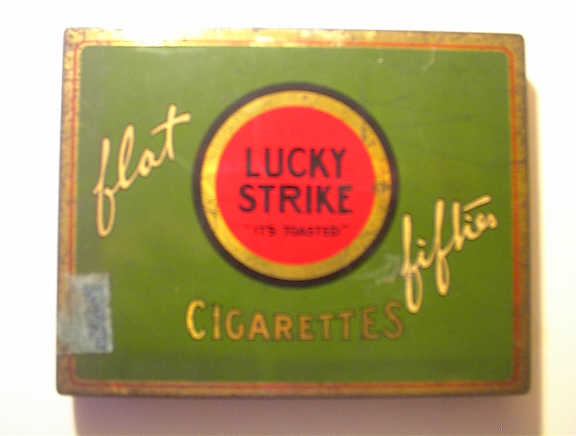 flat
LUCKY
STRIKE
"IT'S TOASTED"
fifties
CIGARETTES